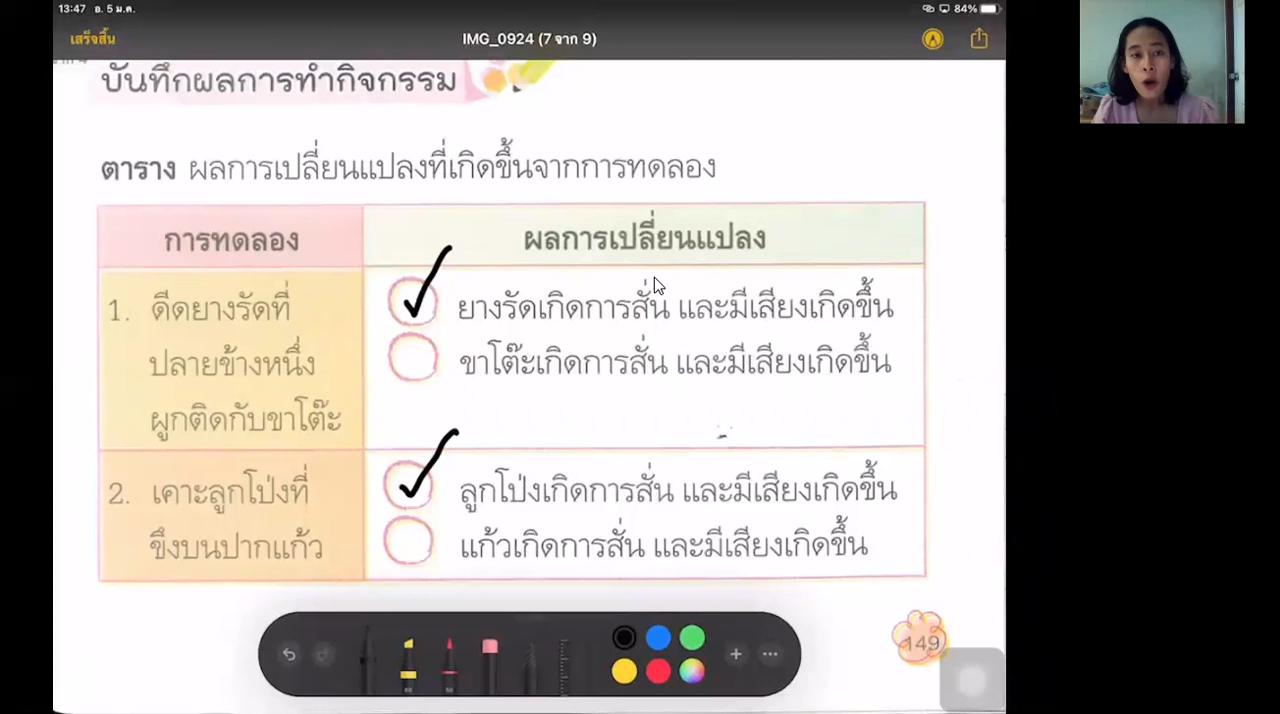 13:47 อ. 5 ม.ค.
84%
เสร็จสิ้น
IMG_0924 (7 จาก 9)
บันทึกผลการทำกิจกรรม
ตาราง ผลการเปลี่ยนแปลงที่เกิดขึ้นจากการทดลอง
การทดลอง
ผลการเปลี่ยนแปลง
1. ดีดยางรัดที่
ปลายข้างหนึ่ง
ผูกติดกับขาโต๊ะ
ยางรัดเกิดการสั่น และมีเสียงเกิดขึ้น
ขาโต๊ะเกิดการสั่น และมีเสียงเกิดขึ้น
2. เคาะลูกโป่งที่
ขึงบนปากแก้ว
ลูกโป่งเกิดการสั่น และมีเสียงเกิดขึ้น
แก้วเกิดการสั่น และมีเสียงเกิดขึ้น
149